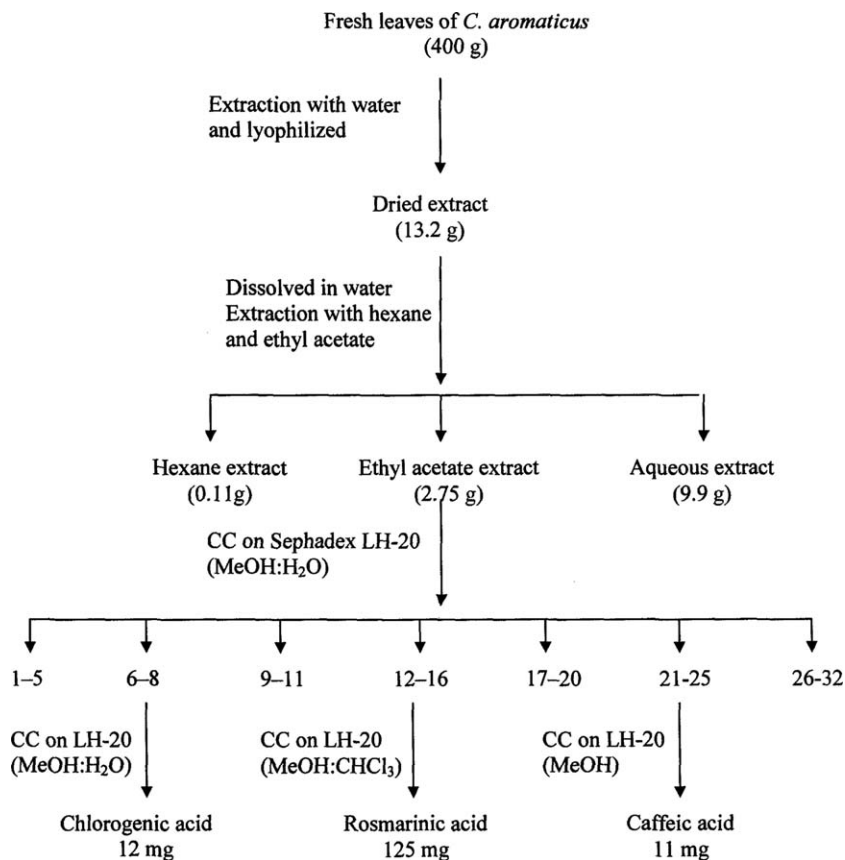 Fresh leaves of C. aromaticus
(400 g)
Extraction with water
and lyophilized
Dried extract
(13.2 g)
Dissolved in water
Extraction with hexane
and ethyl acetate
Hexane extract
(0.11g)
Ethyl acetate extract
(2.75 g)
Aqueous extract
(9.9 g)
CC on Sephadex LH-20
(MeOH:H₂O)
1–5
6–8
9–11
12–16
17–20
21-25
26-32
CC on LH-20
(MeOH:H₂O)
CC on LH-20
(MeOH:CHCl₃)
CC on LH-20
(MeOH)
Chlorogenic acid
12 mg
Rosmarinic acid
125 mg
Caffeic acid
11 mg